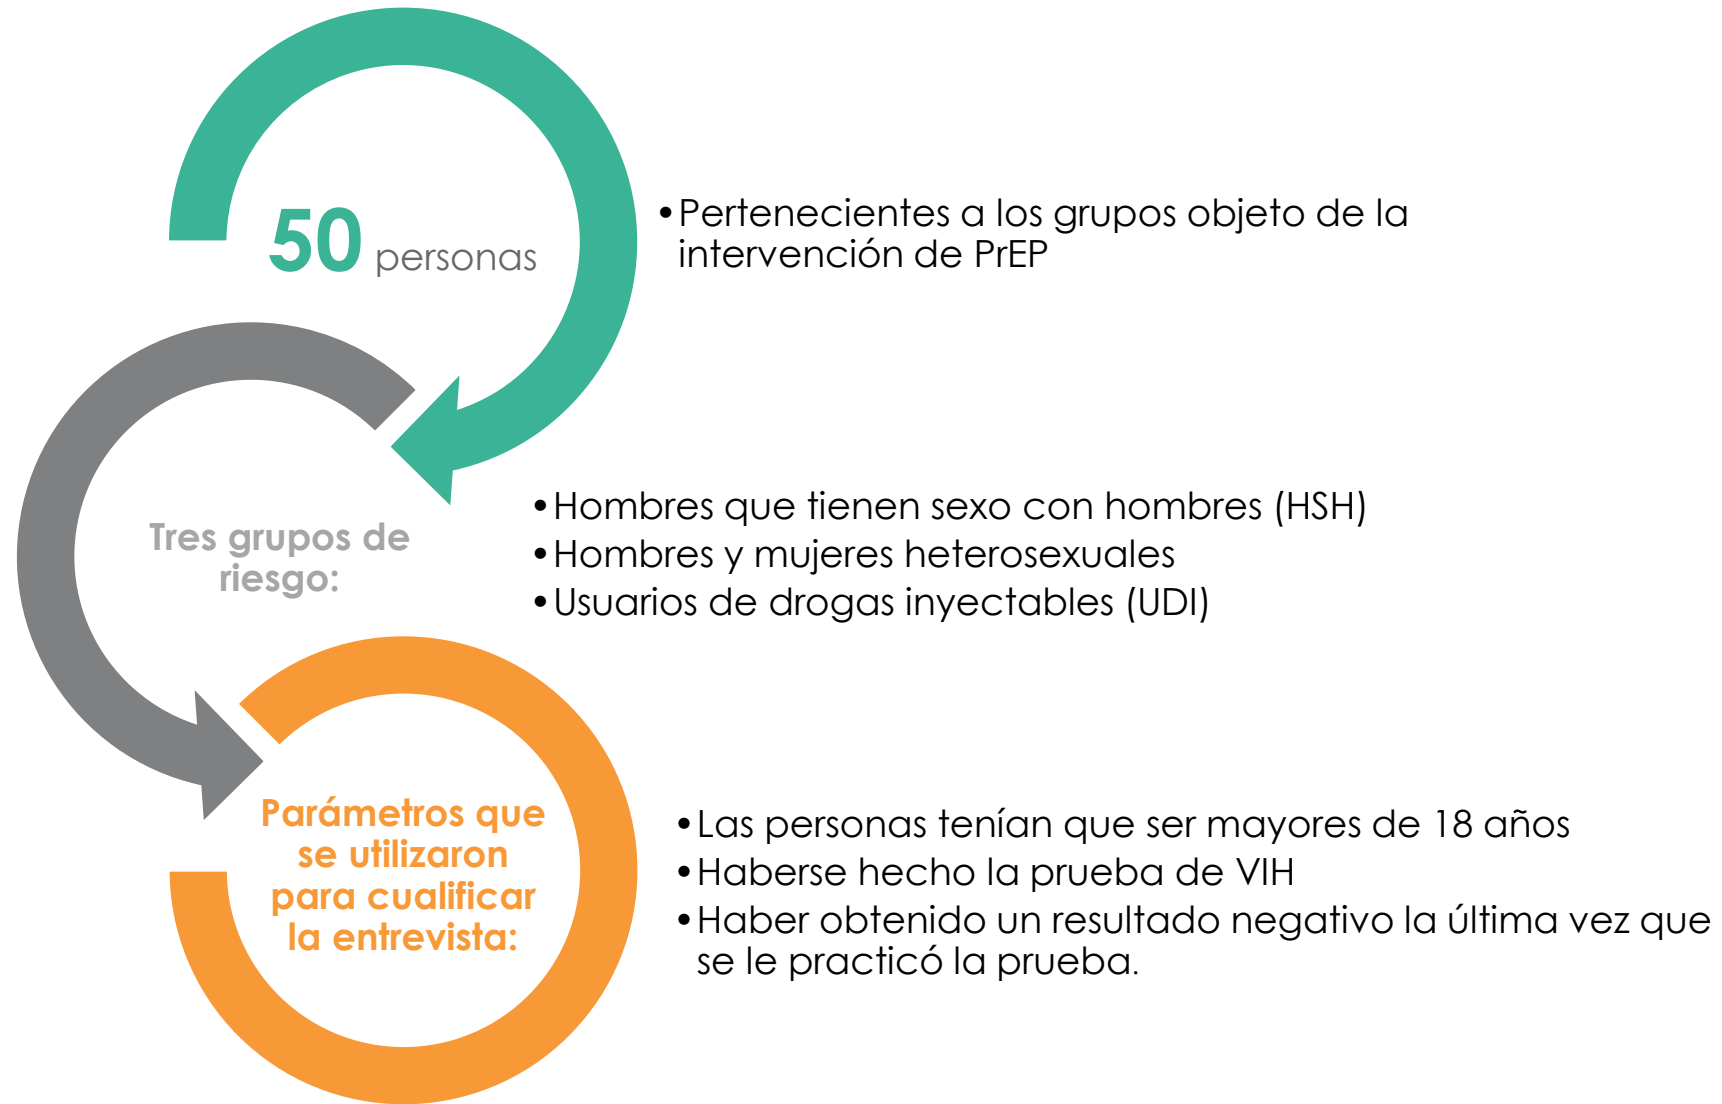 50 personas
•Pertenecientes a los grupos objeto de la
intervención de PrEP
Tres grupos de
riesgo:
•Hombres que tienen sexo con hombres (HSH)
•Hombres y mujeres heterosexuales
•Usuarios de drogas inyectables (UDI)
Parámetros que
se utilizaron
para cualificar
la entrevista:
•Las personas tenían que ser mayores de 18 años
•Haberse hecho la prueba de VIH
•Haber obtenido un resultado negativo la última vez que
se le practicó la prueba.